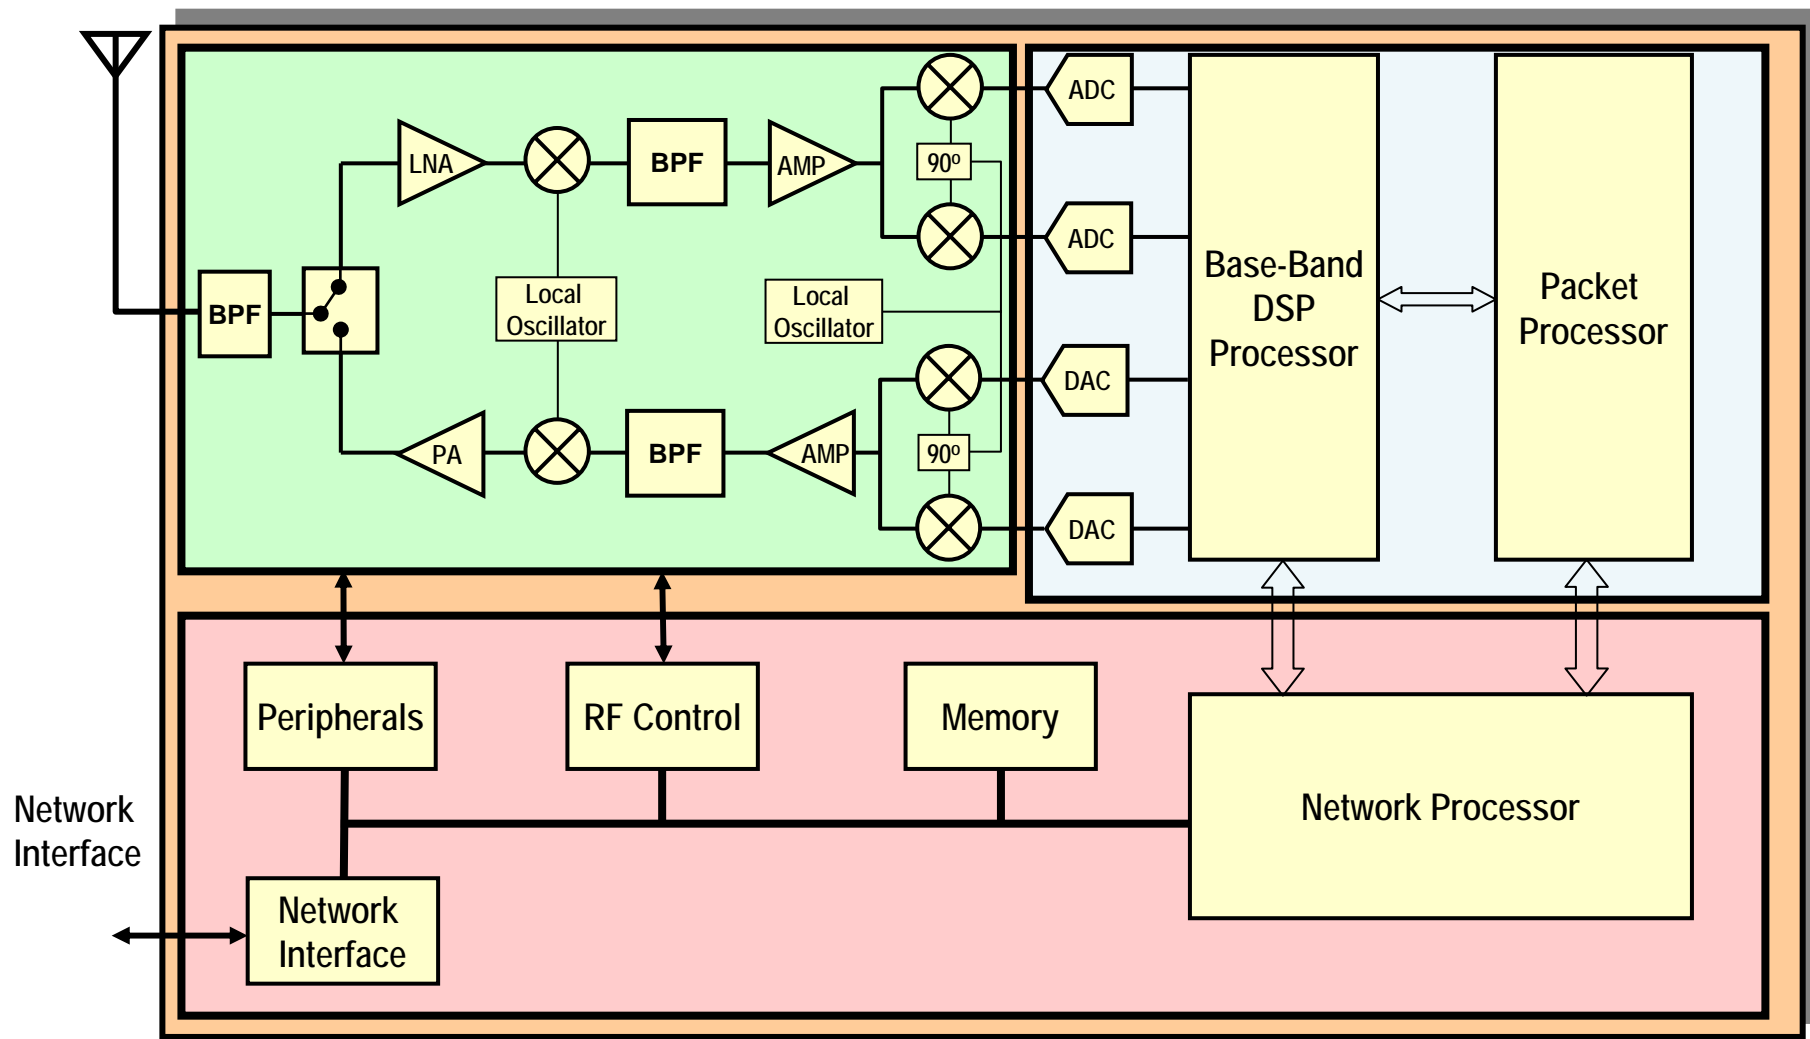 ADC
LNA
BPF
AMP
90º
ADC
Base-Band
DSP
Processor
Packet
Processor
BPF
Local
Oscillator
Local
Oscillator
DAC
PA
BPF
AMP
90º
DAC
Peripherals
RF Control
Memory
Network Processor
Network
Interface
Network
Interface